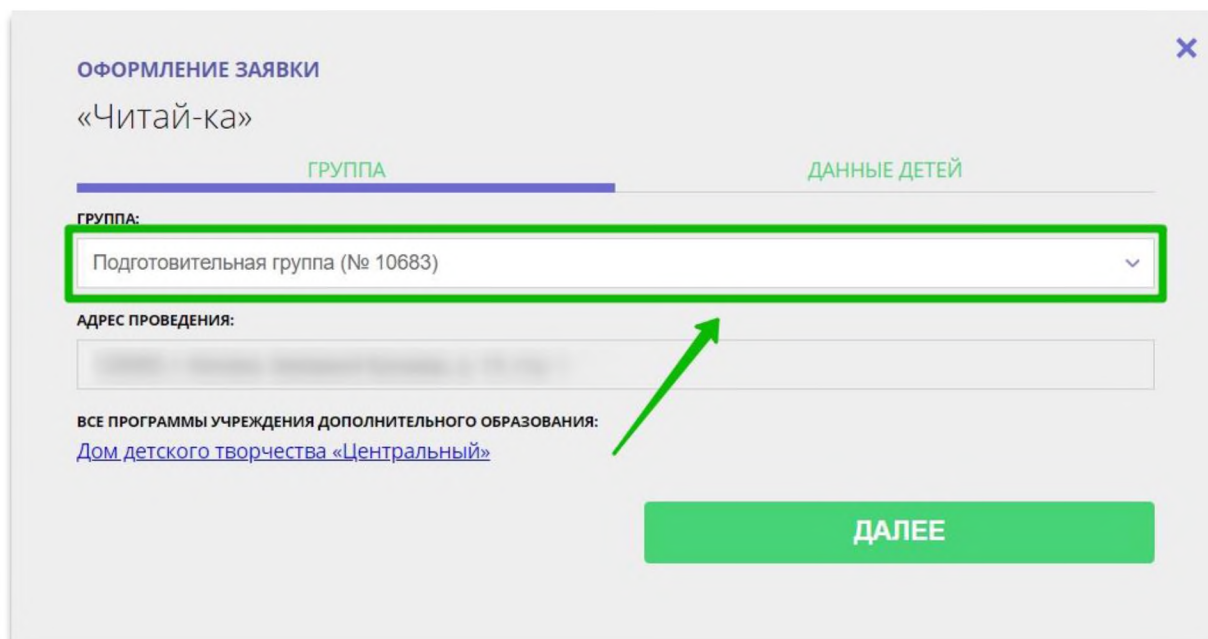 ОФОРМЛЕНИЕ ЗАЯВКИ
«Читай-ка»
ГРУППА ДАННЫЕ ДЕТЕЙ
ГРУППА:
Подготовительная группа (№ 10683)
АДРЕС ПРОВЕДЕНИЯ:
ВСЕ ПРОГРАММЫ УЧРЕЖДЕНИЯ ДОПОЛНИТЕЛЬНОГО ОБРАЗОВАНИЯ:
Дом детского творчества «Центральный»
ДАЛЕЕ